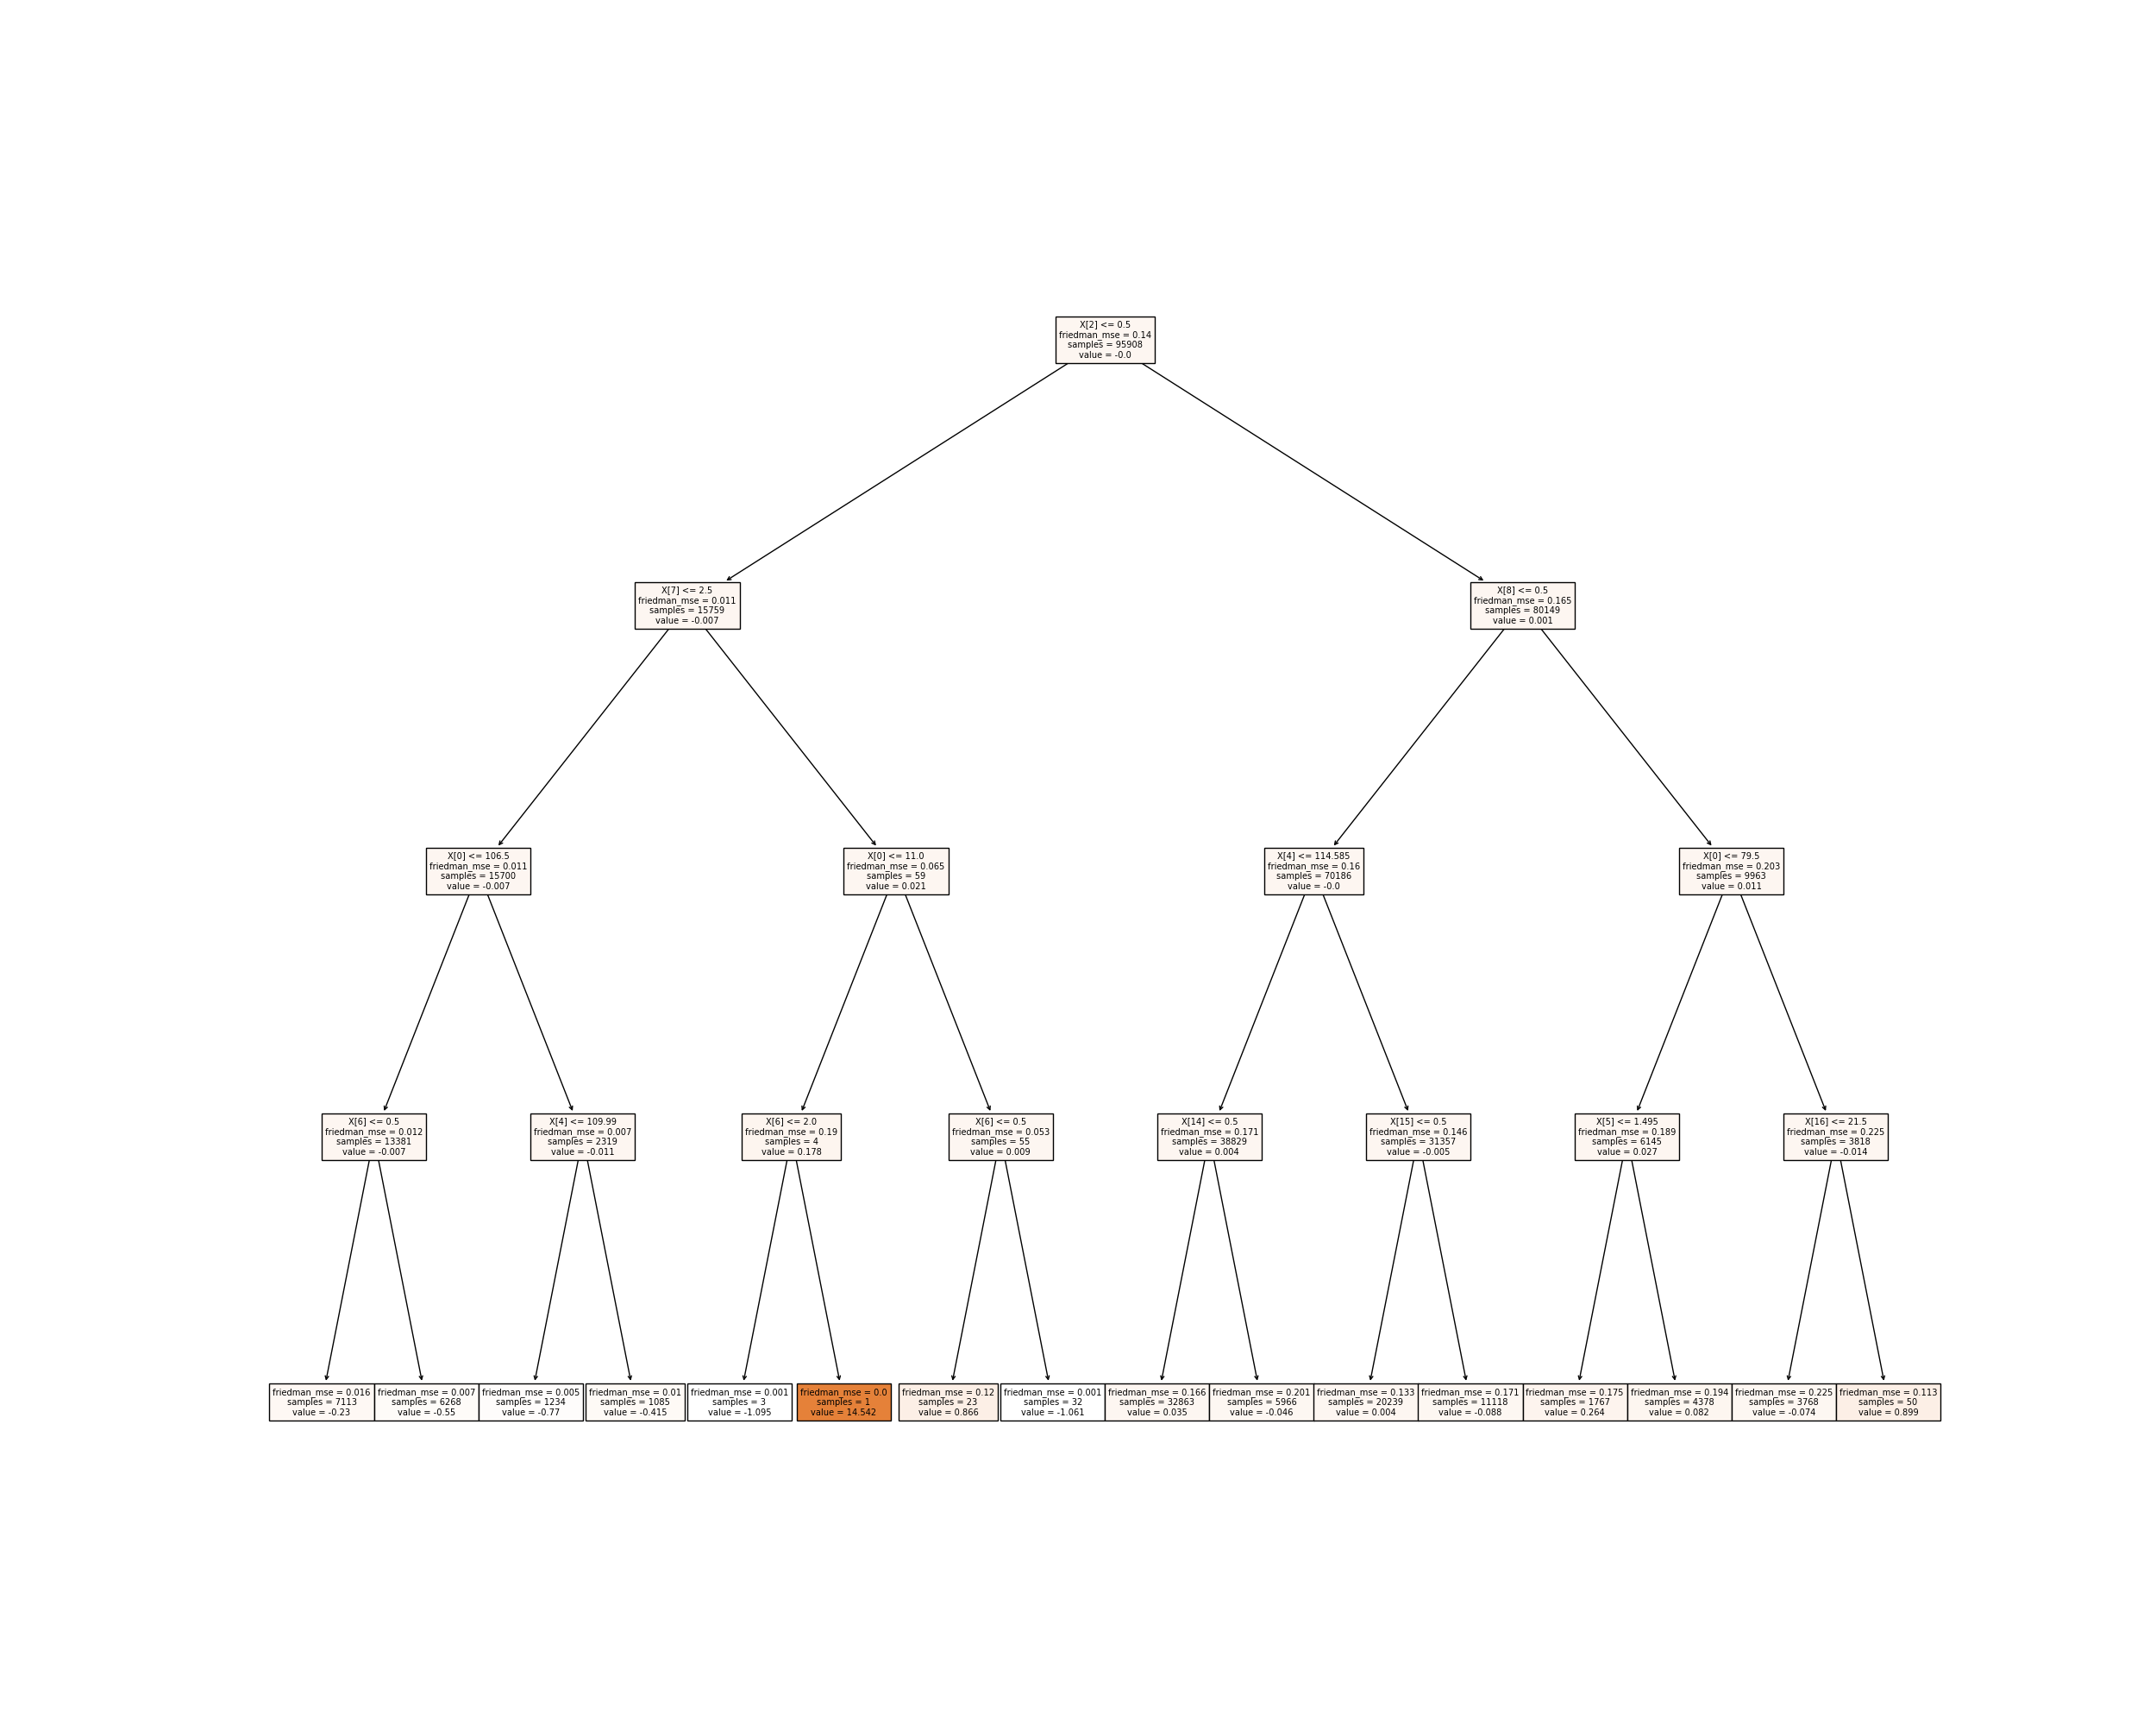 X[2] <= 0.5
friedman_mse = 0.14
samples = 95908
value = -0.0
X[7] <= 2.5
friedman_mse = 0.011
samples = 15759
value = -0.007
X[8] <= 0.5
friedman_mse = 0.165
samples = 80149
value = 0.001
X[0] <= 106.5
friedman_mse = 0.011
samples = 15700
value = -0.007
X[0] <= 11.0
friedman_mse = 0.065
samples = 59
value = 0.021
X[4] <= 114.585
friedman_mse = 0.16
samples = 70186
value = -0.0
X[0] <= 79.5
friedman_mse = 0.203
samples = 9963
value = 0.011
X[6] <= 0.5
friedman_mse = 0.012
samples = 13381
value = -0.007
X[4] <= 109.99
friedman_mse = 0.007
samples = 2319
value = -0.011
X[6] <= 2.0
friedman_mse = 0.19
samples = 4
value = 0.178
X[6] <= 0.5
friedman_mse = 0.053
samples = 55
value = 0.009
X[14] <= 0.5
friedman_mse = 0.171
samples = 38829
value = 0.004
X[15] <= 0.5
friedman_mse = 0.146
samples = 31357
value = -0.005
X[5] <= 1.495
friedman_mse = 0.189
samples = 6145
value = 0.027
X[16] <= 21.5
friedman_mse = 0.225
samples = 3818
value = -0.014
friedman_mse = 0.016
samples = 7113
value = -0.23
friedman_mse = 0.007
samples = 6268
value = -0.55
friedman_mse = 0.005
samples = 1234
value = -0.77
friedman_mse = 0.01
samples = 1085
value = -0.415
friedman_mse = 0.001
samples = 3
value = -1.095
friedman_mse = 0.0
samples = 1
value = 14.542
friedman_mse = 0.12
samples = 23
value = 0.866
friedman_mse = 0.001
samples = 32
value = -1.061
friedman_mse = 0.166
samples = 32863
value = 0.035
friedman_mse = 0.201
samples = 5966
value = -0.046
friedman_mse = 0.133
samples = 20239
value = 0.004
friedman_mse = 0.171
samples = 11118
value = -0.088
friedman_mse = 0.175
samples = 1767
value = 0.264
friedman_mse = 0.194
samples = 4378
value = 0.082
friedman_mse = 0.225
samples = 3768
value = -0.074
friedman_mse = 0.113
samples = 50
value = 0.899